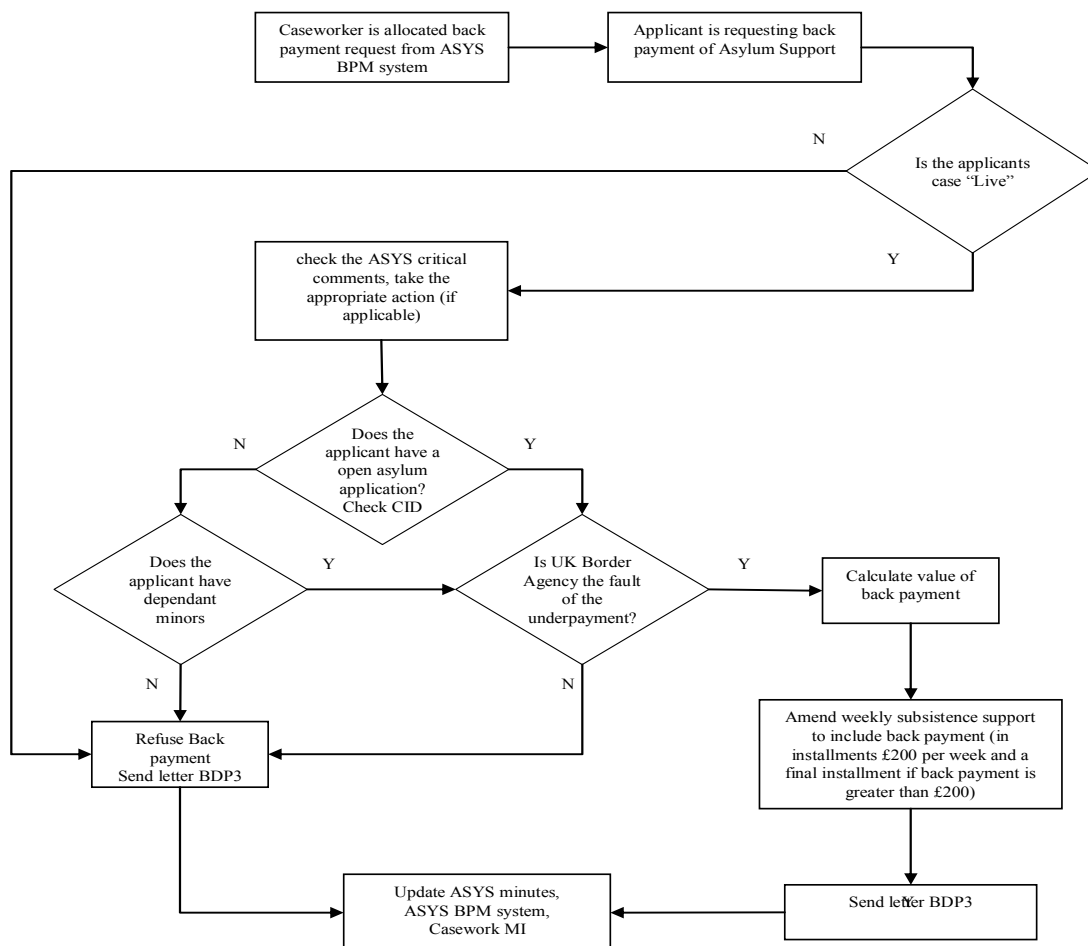 Caseworker is allocated back
payment request from ASYS
BPM system
Applicant is requesting back
payment of Asylum Support
N
Is the applicants
case “Live”
Y
check the ASYS critical
comments, take the
appropriate action (if
applicable)
N
Does the
applicant have a
open asylum
application?
Check CID
Y
Does the
applicant have
dependant
minors
Y
Is UK Border
Agency the fault
of the
underpayment?
Y
Calculate value of
back payment
N
N
Refuse Back
payment
Send letter BDP3
Amend weekly subsistence support
to include back payment (in
installments £200 per week and a
final installment if back payment is
greater than £200)
Update ASYS minutes,
ASYS BPM system,
Casework MI
Send letter BDP3
Y